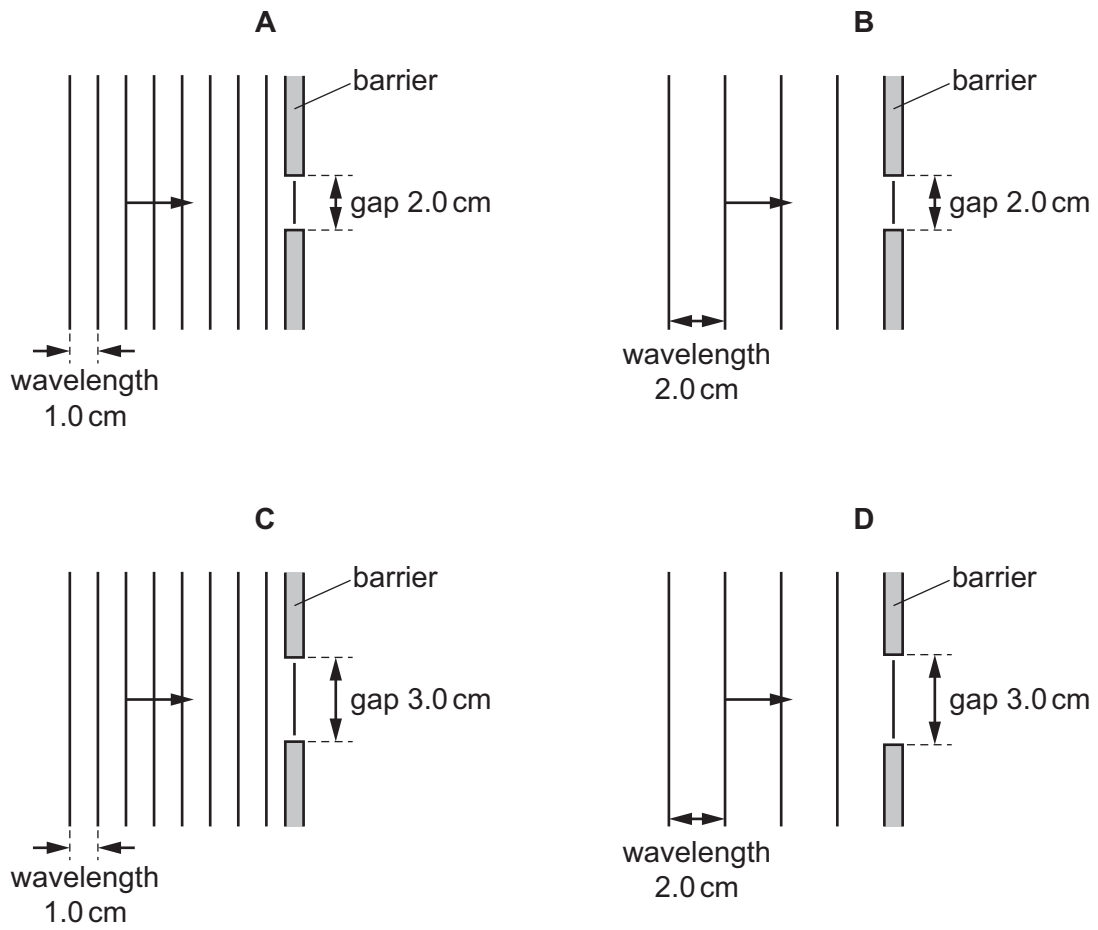 A
barrier
gap 2.0 cm
wavelength
1.0 cm
B
barrier
gap 2.0 cm
wavelength
2.0 cm
C
barrier
gap 3.0 cm
wavelength
1.0 cm
D
barrier
gap 3.0 cm
wavelength
2.0 cm